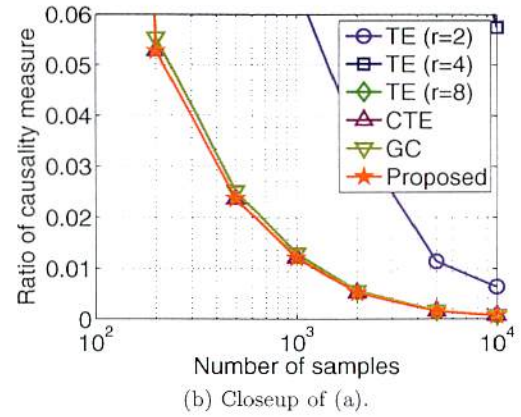 Ratio of causality measure
0.06
0.05
0.04
0.03
0.02
0.01
0
TE (r=2)
TE (r=4)
TE (r=8)
CTE
GC
Proposed
10^2
10^3
10^4
Number of samples
(b) Closeup of (a).